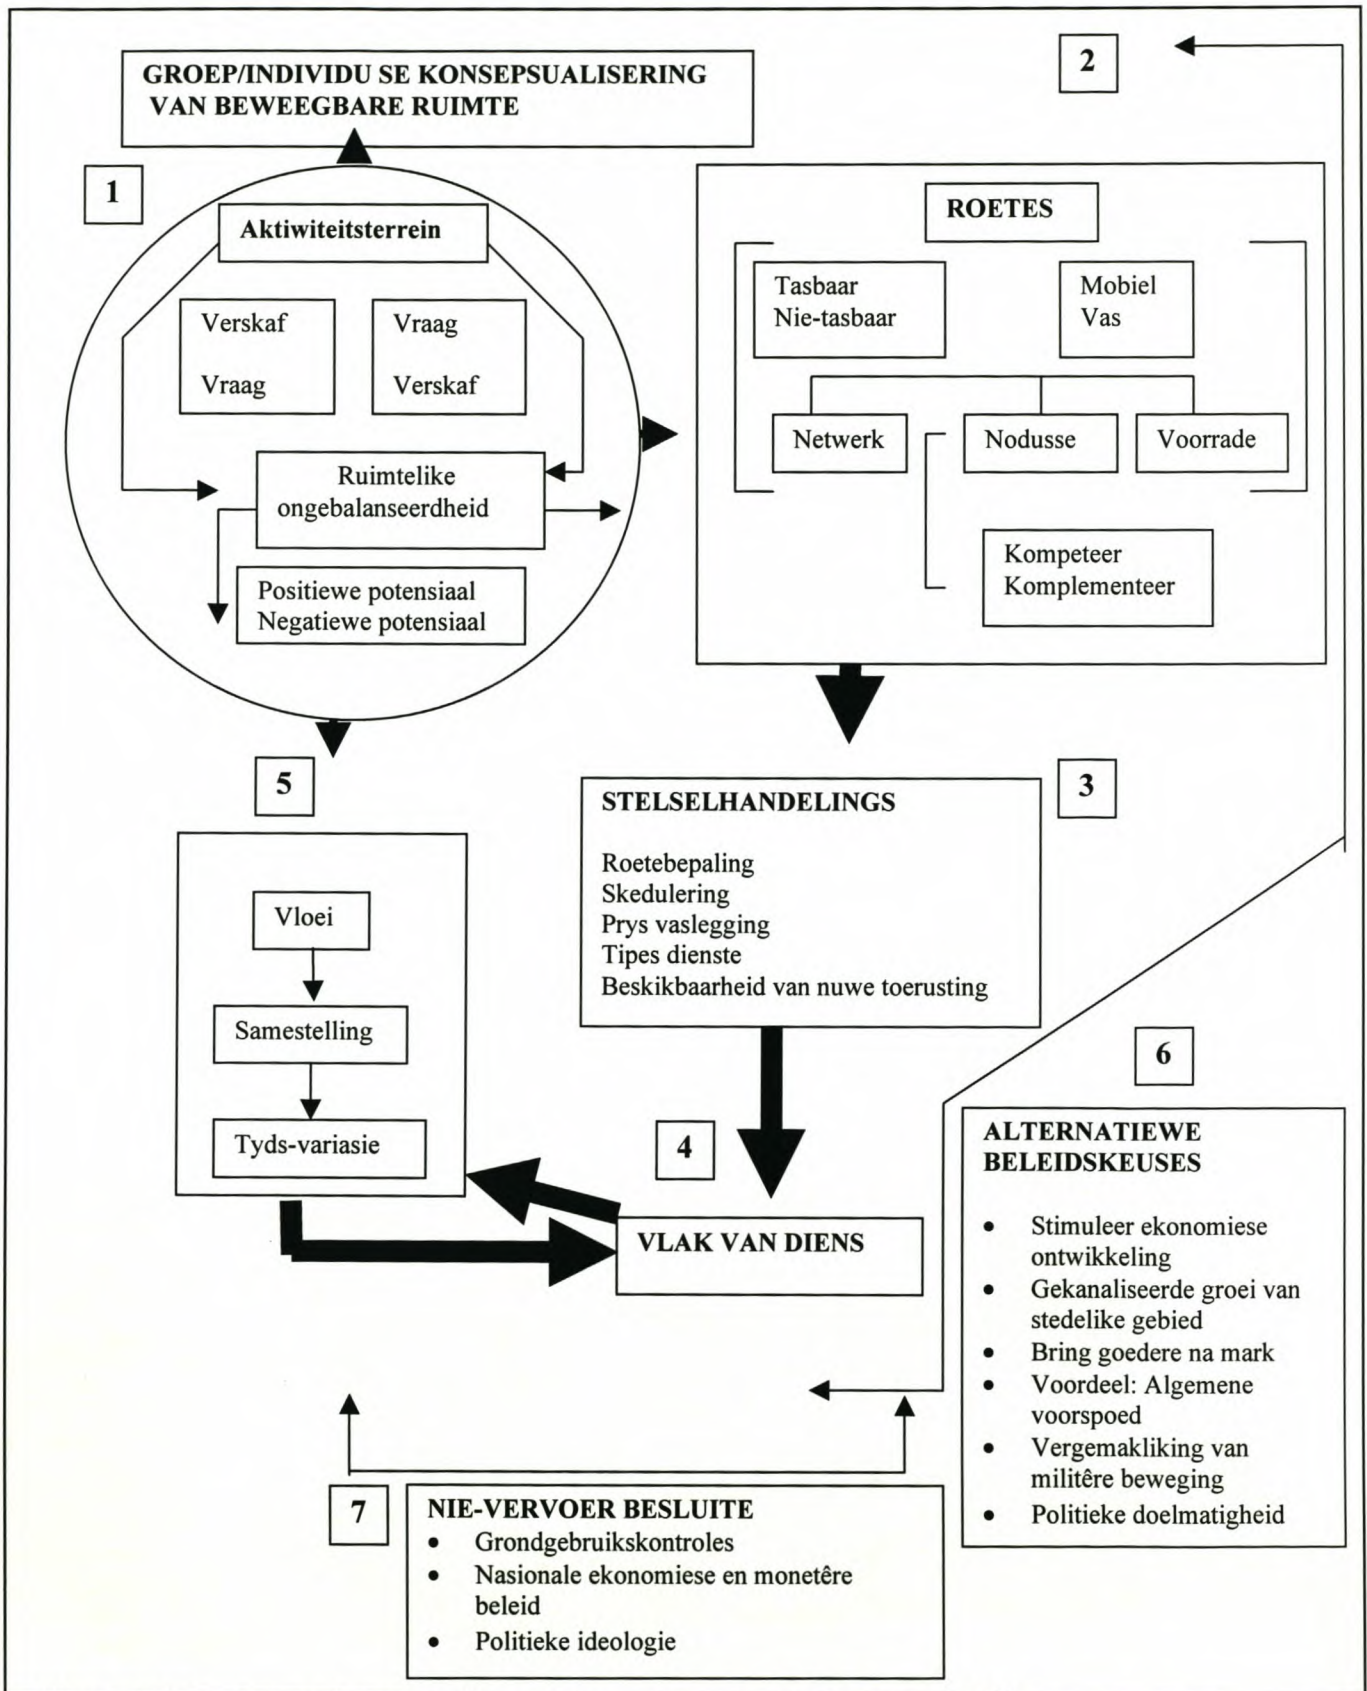 GROEP/INDIVIDU SE KONSEPSUALISERING
VAN BEWEEGBARE RUIMTE
1
Aktiwiteitsterrein
Verskaf
Vraag
Vraag
Verskaf
Ruimtelike
ongebalanseerdheid
Positiewe potensiaal
Negatiewe potensiaal
2
ROETES
Tasbaar
Nie-tasbaar
Mobiel
Vas
Netwerk
Nodusse
Voorrade
Kompeteer
Komplementeer
3
STELSELHANDELINGS
Roetebepaling
Skedulering
Prys vaslegging
Tipes dienste
Beskikbaarheid van nuwe toerusting
5
Vloei
Samestelling
Tyds-variasie
4
VLAK VAN DIENS
6
ALTERNATIEWE
BELEIDSKEUSES
• Stimuleer ekonomiese
ontwikkeling
• Gekanaliseerde groei van
stedelike gebied
• Bring goedere na mark
• Voordeel: Algemene
voorspoed
• Vergemakliking van
militêre beweging
• Politieke doelmatigheid
7
NIE-VERVOER BESLUITE
• Grondgebruikskontroles
• Nasionale ekonomiese en monetêre
beleid
• Politieke ideologie